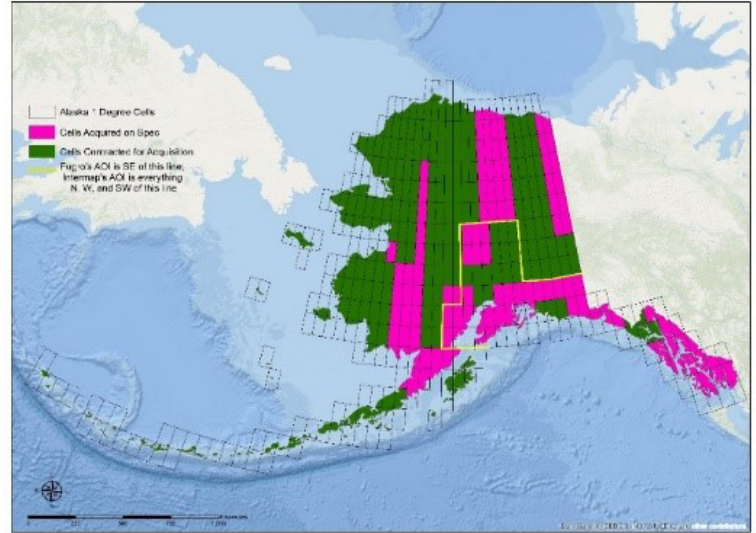 Alaska 1 Degree Cells
Cells Acquired on Spec
Cells Contracted for Acquisition
Fugro's AOI is SE of this line,
Intermap's AOI is everything
N, W, and SW of this line